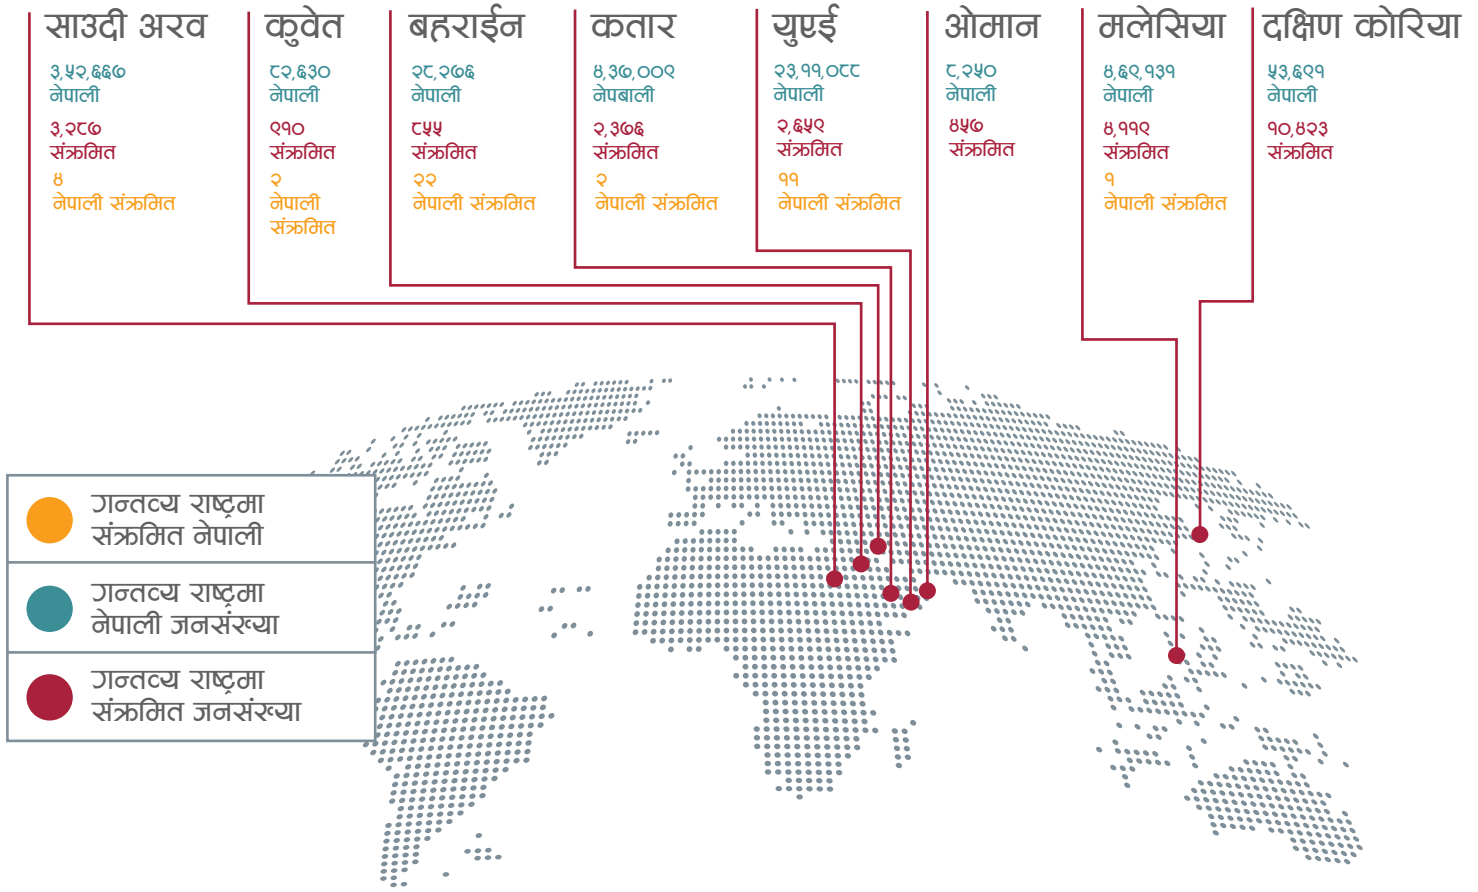 साउदी अरव
३,५२,६६७
नेपाली
३,२८७
संक्रमित
४
नेपाली संक्रमित
कुवेत
८२,६३०
नेपाली
९१०
संक्रमित
२
नेपाली
संक्रमित
बहराईन
२८,२७६
नेपाली
८५५
संक्रमित
२२
नेपाली संक्रमित
कतार
४,३७,००९
नेपबाली
२,३७६
संक्रमित
२
नेपाली संक्रमित
युएई
२३,११,०८८
नेपाली
२,६५९
संक्रमित
११
नेपाली संक्रमित
ओमान
८,२५०
नेपाली
४५७
संक्रमित
मलेसिया
४,६९,१३१
नेपाली
४,११९
संक्रमित
१
नेपाली संक्रमित
दक्षिण कोरिया
५३,६९१
नेपाली
१०,४२३
संक्रमित
गन्तव्य राष्ट्रमा
संक्रमित नेपाली
गन्तव्य राष्ट्रमा
नेपाली जनसंख्या
गन्तव्य राष्ट्रमा
संक्रमित जनसंख्या